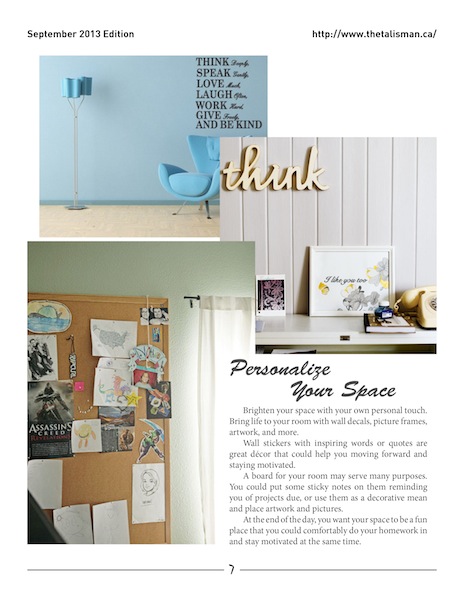 September 2013 Edition
http://www.thetalisman.ca/
THINK Deeply,
SPEAK Gently,
LOVE Much,
LAUGH Often,
WORK Hard,
GIVE Freely,
AND BE KIND
think
I like you too
ASSASSIN'S
CREED
REVELATIONS
Personalize
Your Space
Brighten your space with your own personal touch.
Bring life to your room with wall decals, picture frames,
artwork, and more.
Wall stickers with inspiring words or quotes are
great décor that could help you moving forward and
staying motivated.
A board for your room may serve many purposes.
You could put some sticky notes on them reminding
you of projects due, or use them as a decorative mean
and place artwork and pictures.
At the end of the day, you want your space to be a fun
place that you could comfortably do your homework in
and stay motivated at the same time.
7